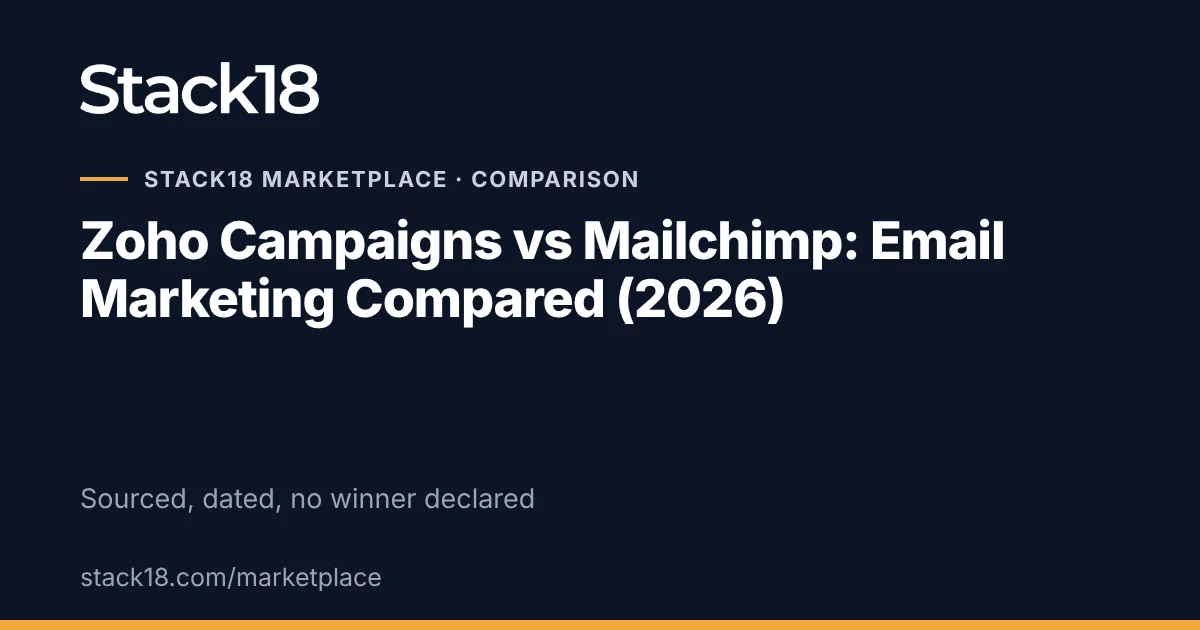 Stack18
STACK18 MARKETPLACE · COMPARISON
Zoho Campaigns vs Mailchimp: Email
Marketing Compared (2026)
Sourced, dated, no winner declared
stack18.com/marketplace